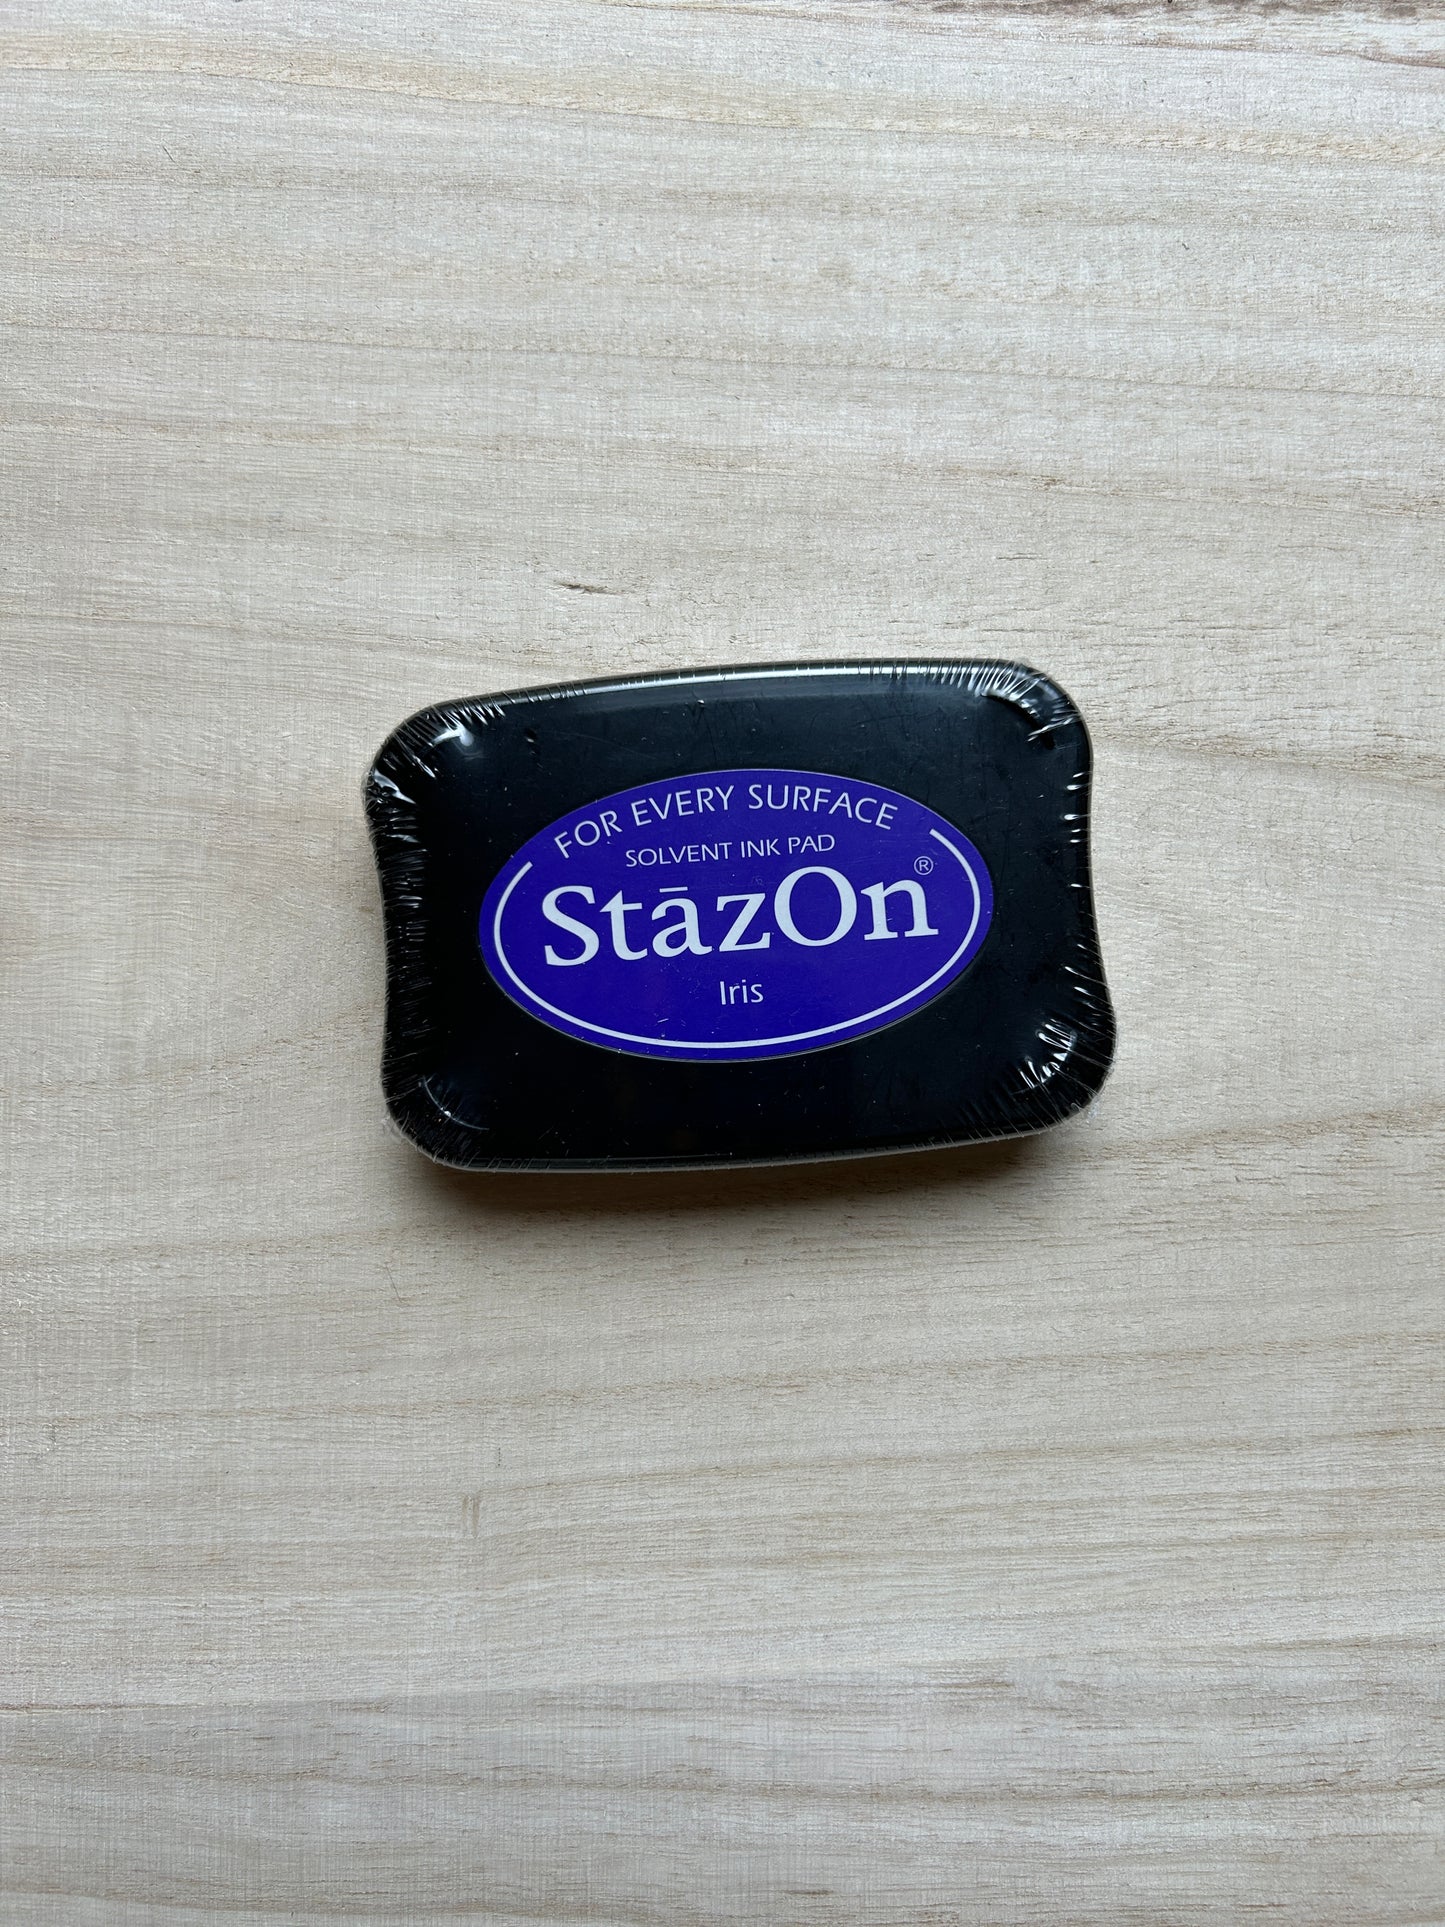 FOR EVERY SURFACE
SOLVENT INK PAD
StāzOn®
Iris